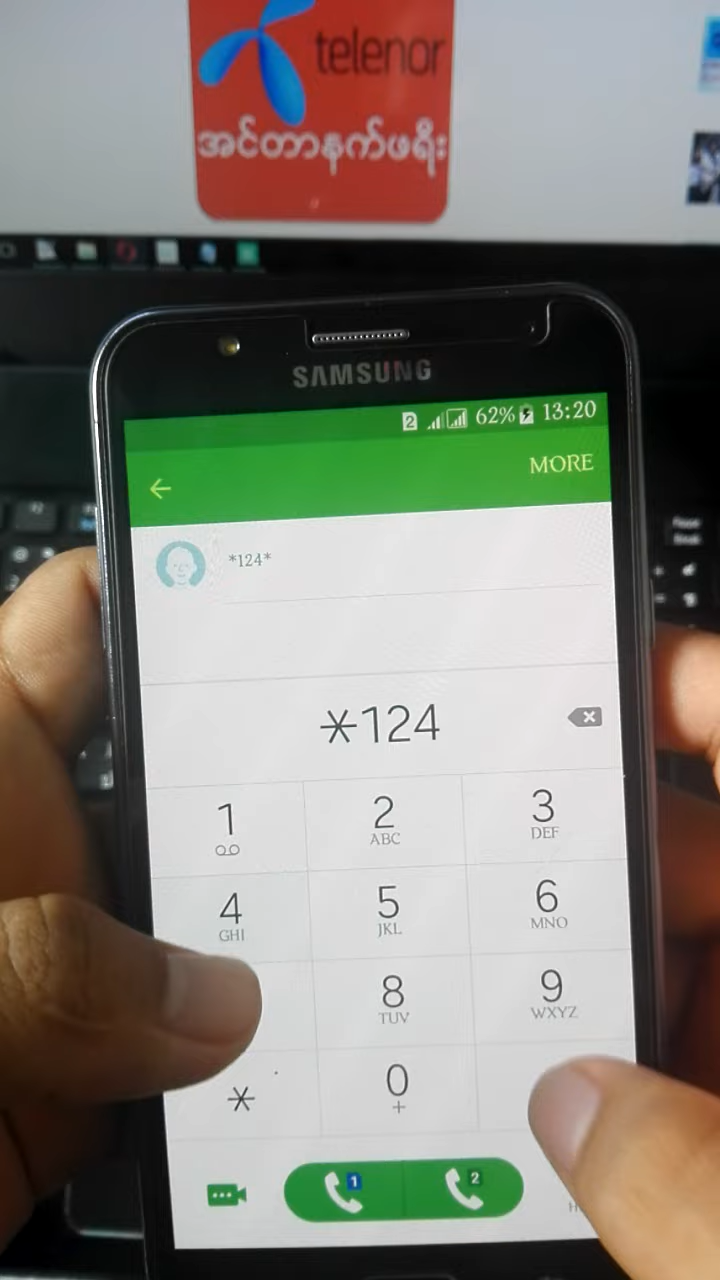 telenor
အင်တာနက်ဖရီး
SAMSUNG
2 62% 13:20
MORE
*124*
*124
1 2 3
ABC DEF
4 5 6
GHI JKL MNO
8 9
TUV WXYZ
* 0
+
1 2